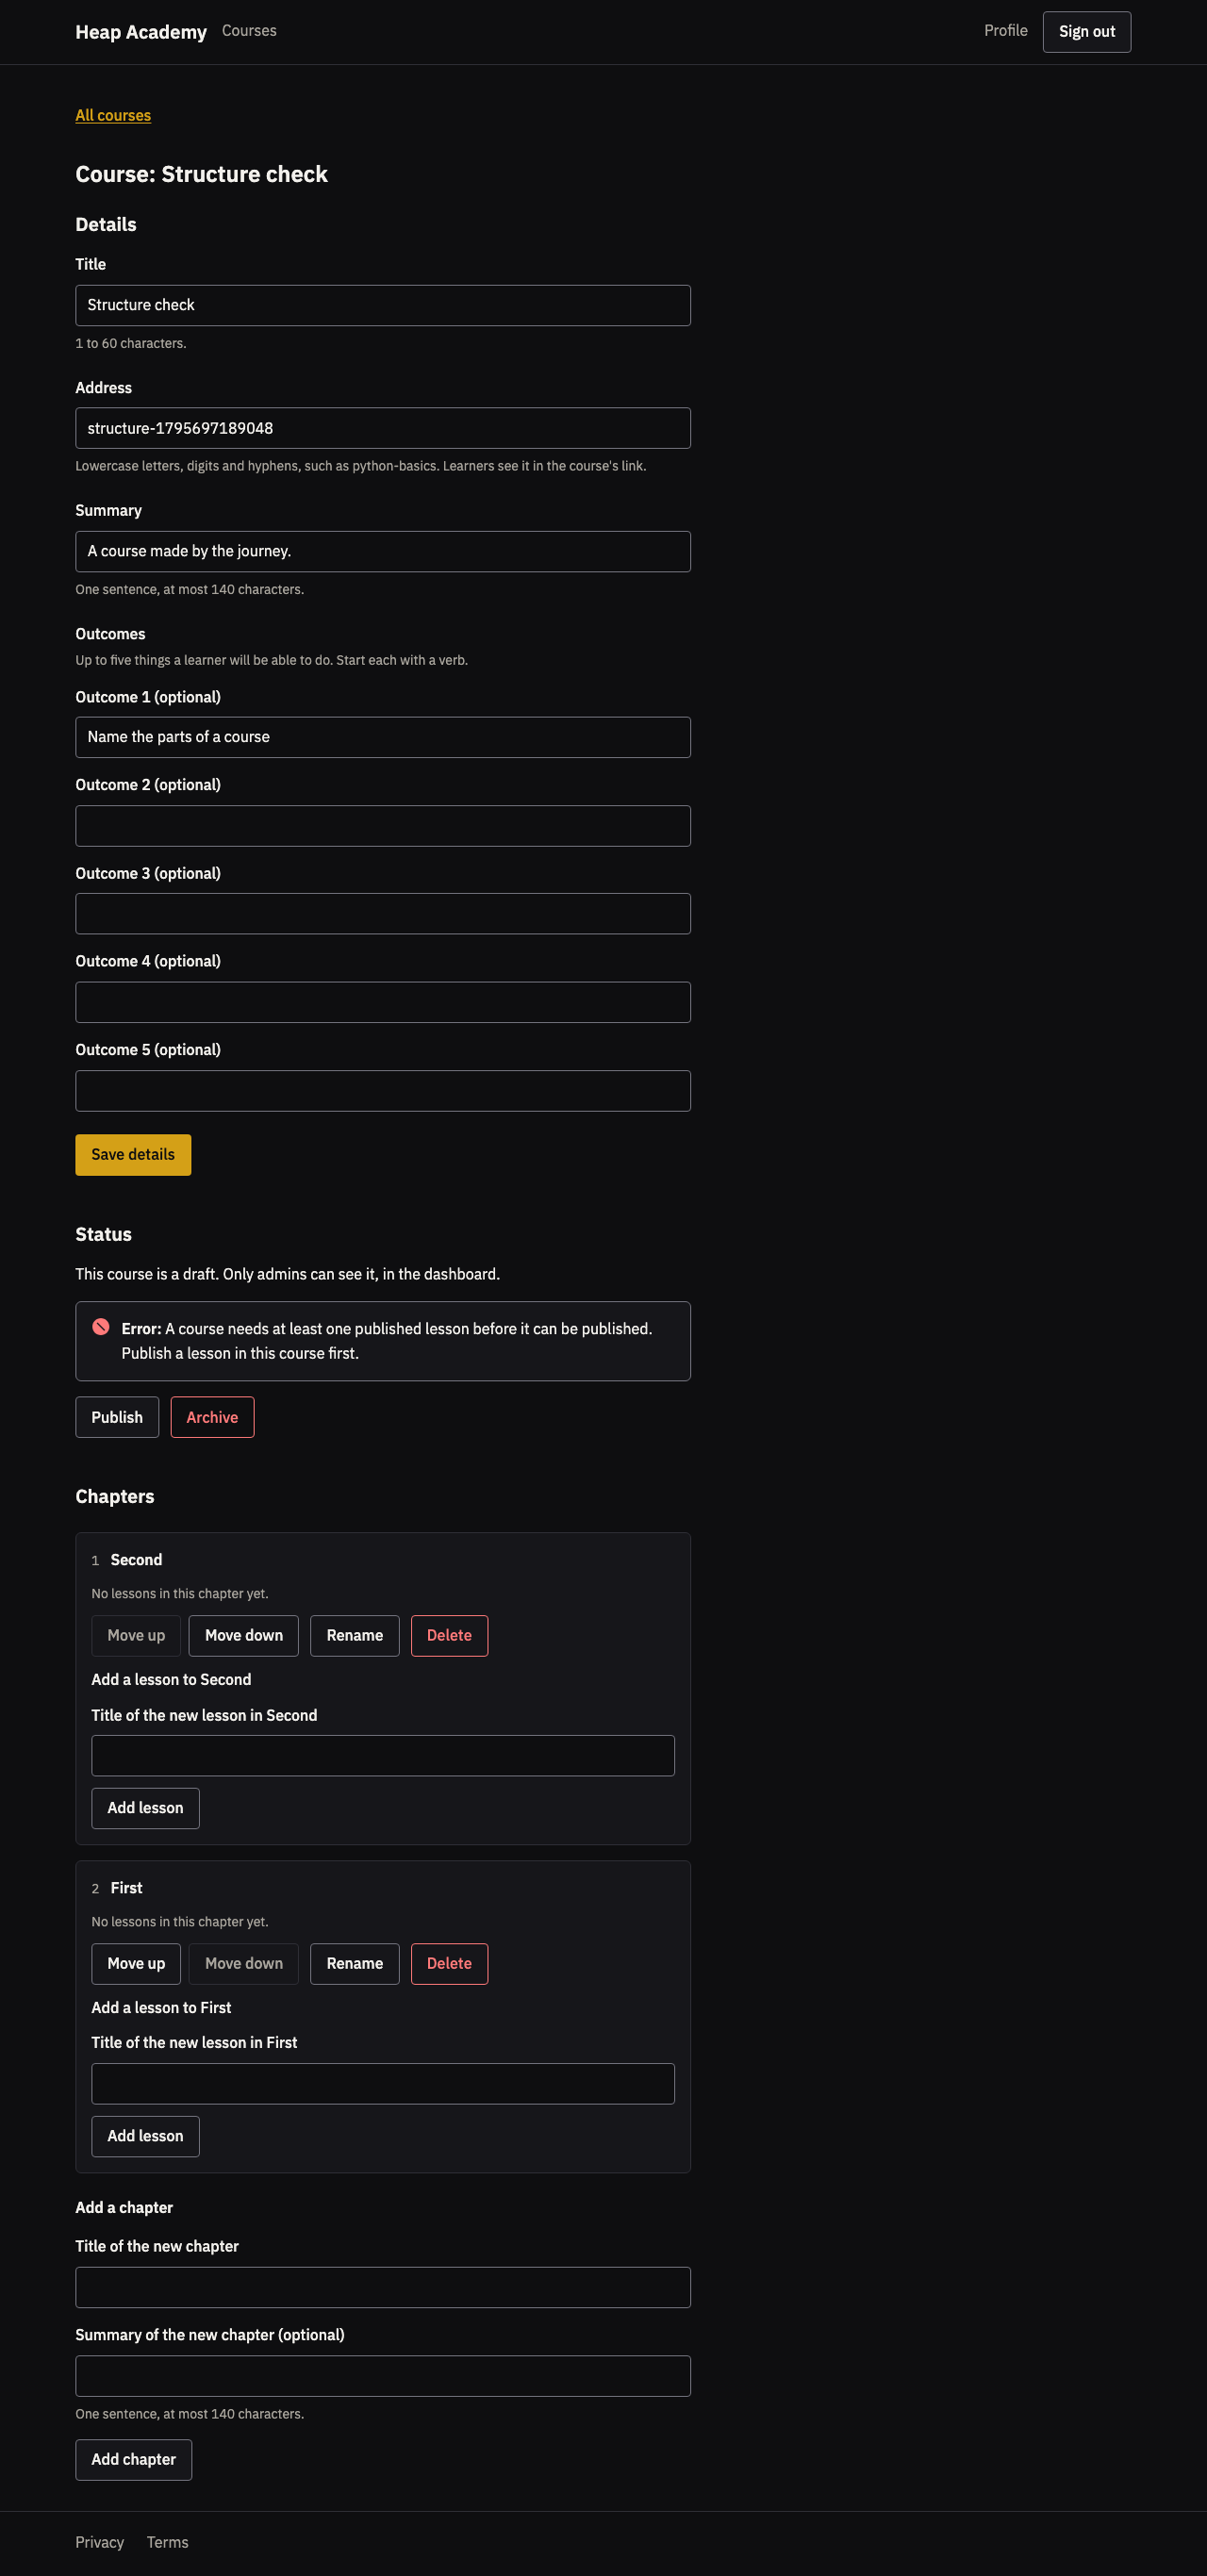 Heap Academy Courses Profile Sign out
All courses
Course: Structure check
Details
Title
Structure check
1 to 60 characters.
Address
structure-1795697189048
Lowercase letters, digits and hyphens, such as python-basics. Learners see it in the course's link.
Summary
A course made by the journey.
One sentence, at most 140 characters.
Outcomes
Up to five things a learner will be able to do. Start each with a verb.
Outcome 1 (optional)
Name the parts of a course
Outcome 2 (optional)
Outcome 3 (optional)
Outcome 4 (optional)
Outcome 5 (optional)
Save details
Status
This course is a draft. Only admins can see it, in the dashboard.
Error: A course needs at least one published lesson before it can be published.
Publish a lesson in this course first.
Publish Archive
Chapters
1 Second
No lessons in this chapter yet.
Move up Move down Rename Delete
Add a lesson to Second
Title of the new lesson in Second
Add lesson
2 First
No lessons in this chapter yet.
Move up Move down Rename Delete
Add a lesson to First
Title of the new lesson in First
Add lesson
Add a chapter
Title of the new chapter
Summary of the new chapter (optional)
One sentence, at most 140 characters.
Add chapter
Privacy Terms